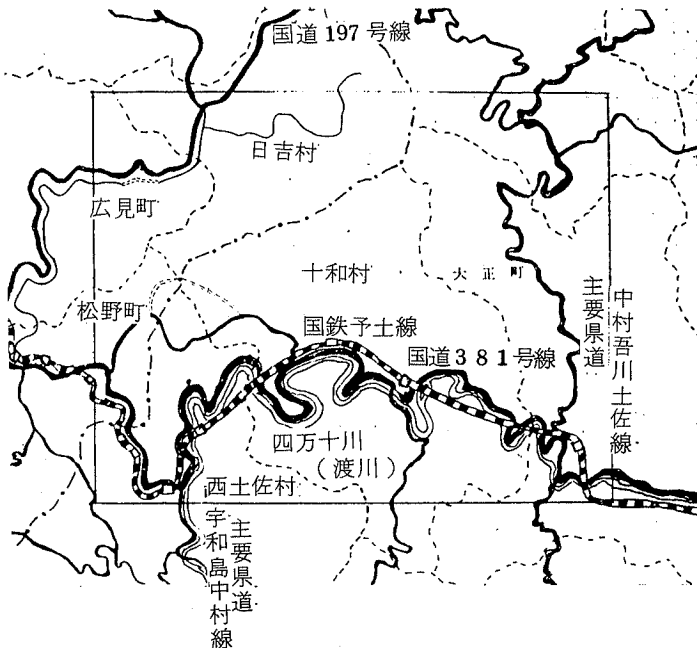 国道197号線
日吉村
広見町
十和村
大正町
松野町
国鉄予土線
国道381号線
主要県道
中村吾川土佐線
四万十川
(渡川)
西土佐村
主要県道
宇和島中村線